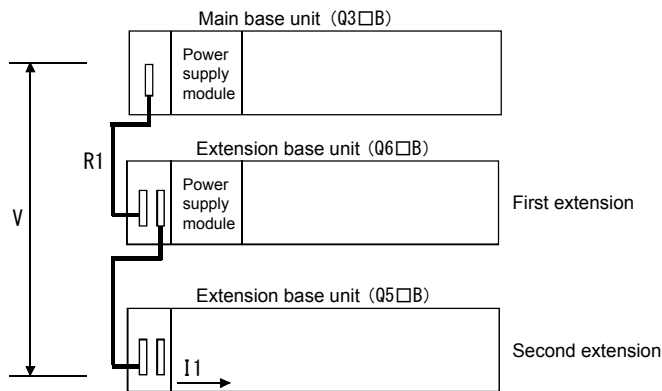 Main base unit (Q3□B)
Power
supply
module
R1
Extension base unit (Q6□B)
Power
supply
module
First extension
V
Extension base unit (Q5□B)
I1
Second extension